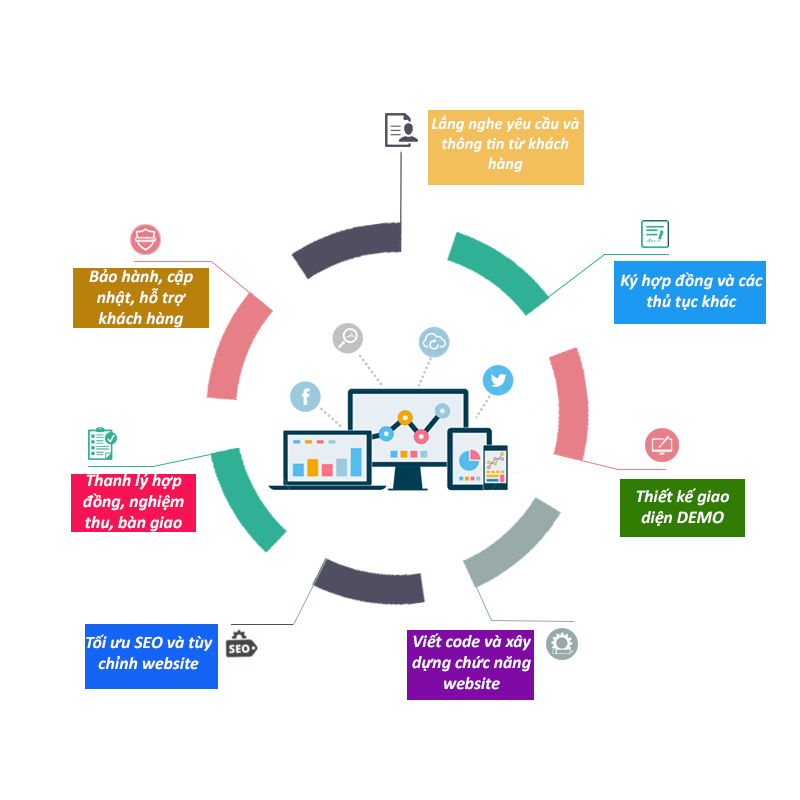 Lắng nghe yêu cầu và
thông tin từ khách
hàng
Ký hợp đồng và các
thủ tục khác
Thiết kế giao
diện DEMO
Viết code và xây
dựng chức năng
website
SEO
Tối ưu SEO và tùy
chỉnh website
Thanh lý hợp
đồng, nghiệm
thu, bàn giao
Bảo hành, cập
nhật, hỗ trợ
khách hàng